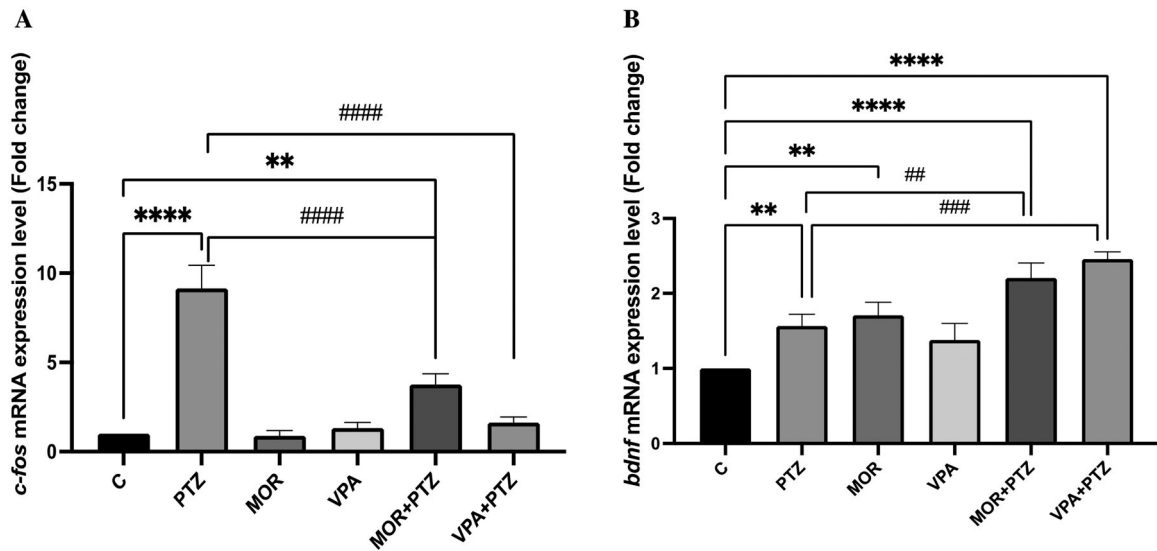 A
c-fos mRNA expression level (Fold change)
####
**
####
****
15
10
5
0
C
PTZ
MOR
VPA
MOR+PTZ
VPA+PTZ
B
bdnf mRNA expression level (Fold change)
****
****
**
##
###
**
3
2
1
0
C
PTZ
MOR
VPA
MOR+PTZ
VPA+PTZ